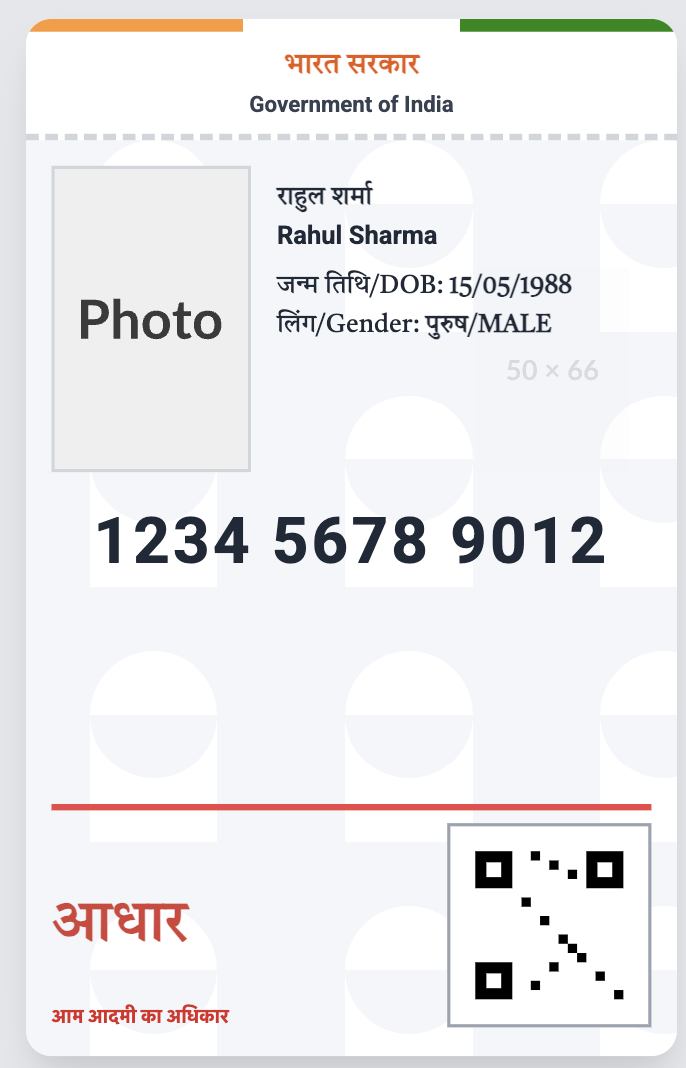 भारत सरकार
Government of India
Photo
राहुल शर्मा
Rahul Sharma
जन्म तिथि/DOB: 15/05/1988
लिंग/Gender: पुरुष/MALE
50 × 66
1234 5678 9012
आधार
आम आदमी का अधिकार